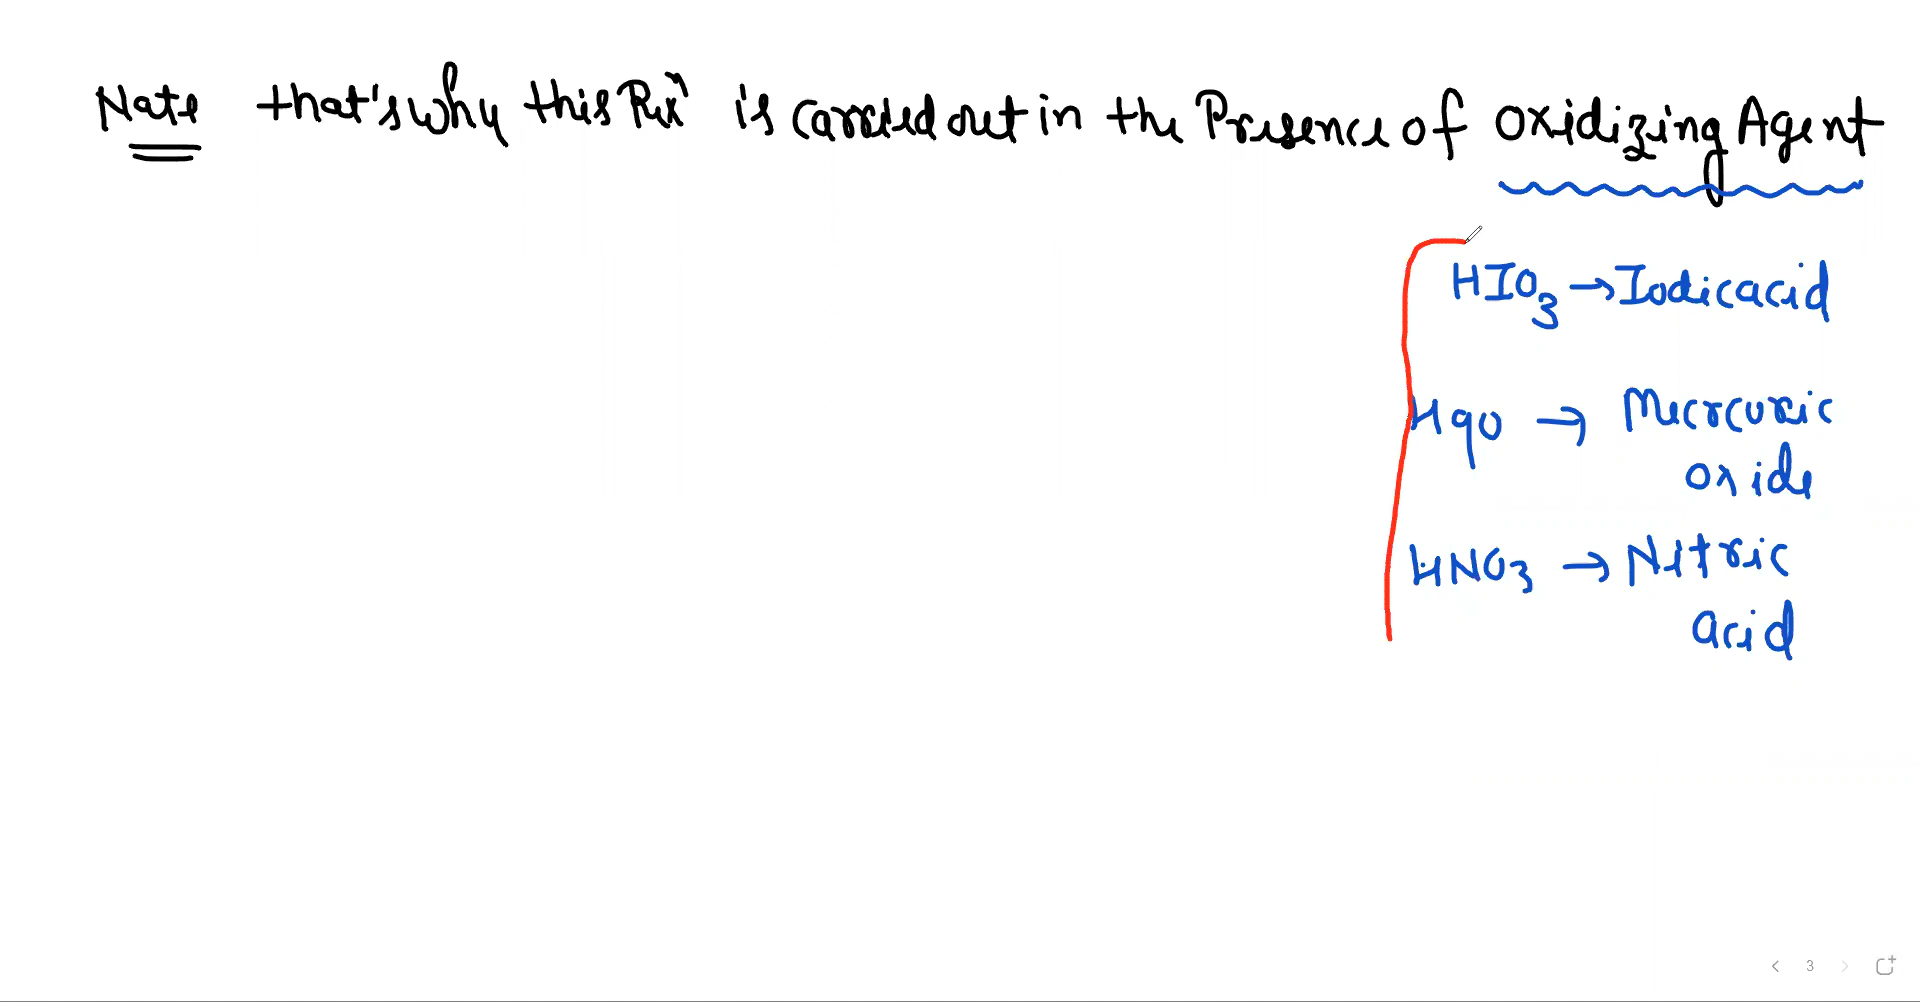 Note that's why this Rxn is carried out in the Presence of oxidizing Agent
HIO3 → Iodic acid
HgO → Mercuric
oxide
HNO3 → Nitric
acid
3